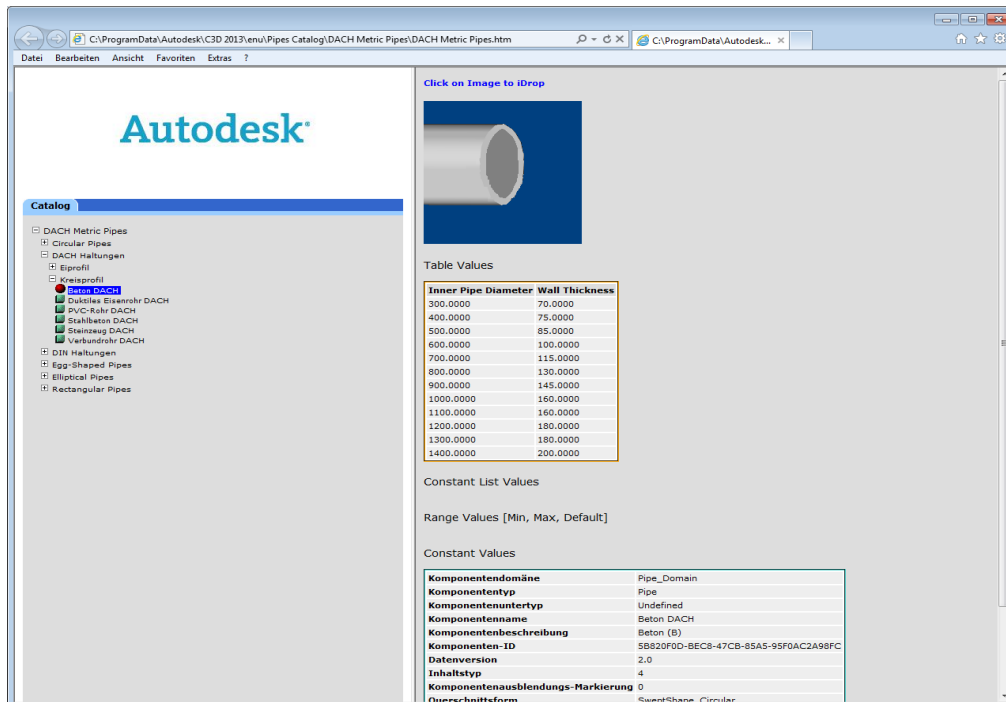 C:\ProgramData\Autodesk\C3D 2013\enu\Pipes Catalog\DACH Metric Pipes\DACH Metric Pipes.htm
C:\ProgramData\Autodesk...
Datei Bearbeiten Ansicht Favoriten Extras ?
Autodesk
Catalog
DACH Metric Pipes
Circular Pipes
DACH Haltungen
Eiprofil
Kreisprofil
Beton DACH
Duktiles Eisenrohr DACH
PVC-Rohr DACH
Stahlbeton DACH
Steinzeug DACH
Verbundrohr DACH
DIN Haltungen
Egg-Shaped Pipes
Elliptical Pipes
Rectangular Pipes
Click on Image to iDrop
Table Values
Inner Pipe Diameter Wall Thickness
300.0000 70.0000
400.0000 75.0000
500.0000 85.0000
600.0000 100.0000
700.0000 115.0000
800.0000 130.0000
900.0000 145.0000
1000.0000 160.0000
1100.0000 160.0000
1200.0000 180.0000
1300.0000 180.0000
1400.0000 200.0000
Constant List Values
Range Values [Min, Max, Default]
Constant Values
Komponentendomäne Pipe_Domain
Komponententyp Pipe
Komponentenuntertyp Undefined
Komponentenname Beton DACH
Komponentenbeschreibung Beton (B)
Komponenten-ID 5B820F0D-BEC8-47CB-85A5-95F0AC2A98FC
Datenversion 2.0
Inhaltstyp 4
Komponentenausblendungs-Markierung 0
Querschnittsform SweptShape_Circular